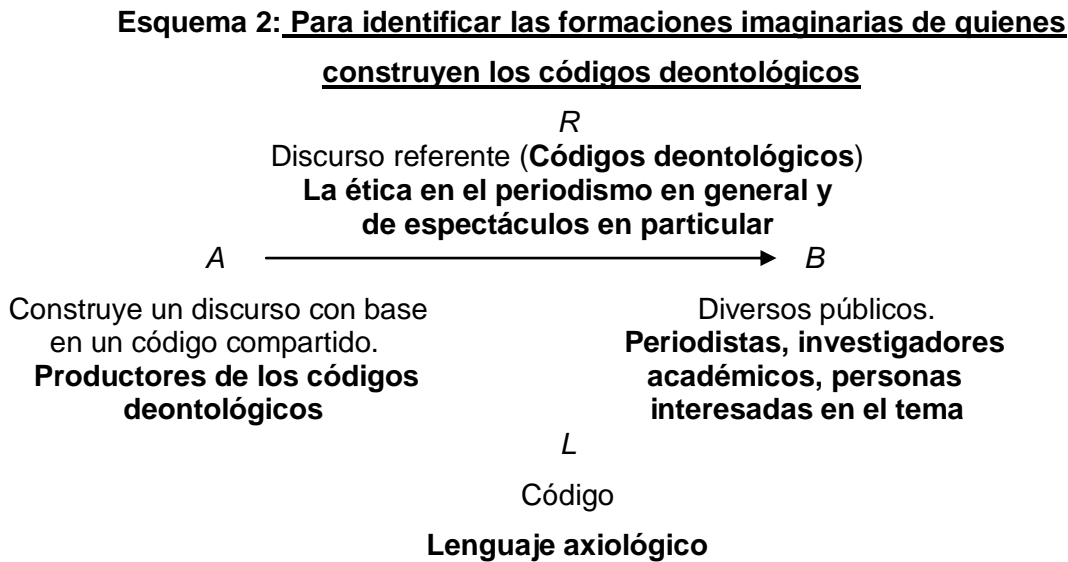 Esquema 2: Para identificar las formaciones imaginarias de quienes
construyen los códigos deontológicos
R
Discurso referente (Códigos deontológicos)
La ética en el periodismo en general y
de espectáculos en particular
A B
Construye un discurso con base
en un código compartido.
Productores de los códigos
deontológicos
Diversos públicos.
Periodistas, investigadores
académicos, personas
interesadas en el tema
L
Código
Lenguaje axiológico